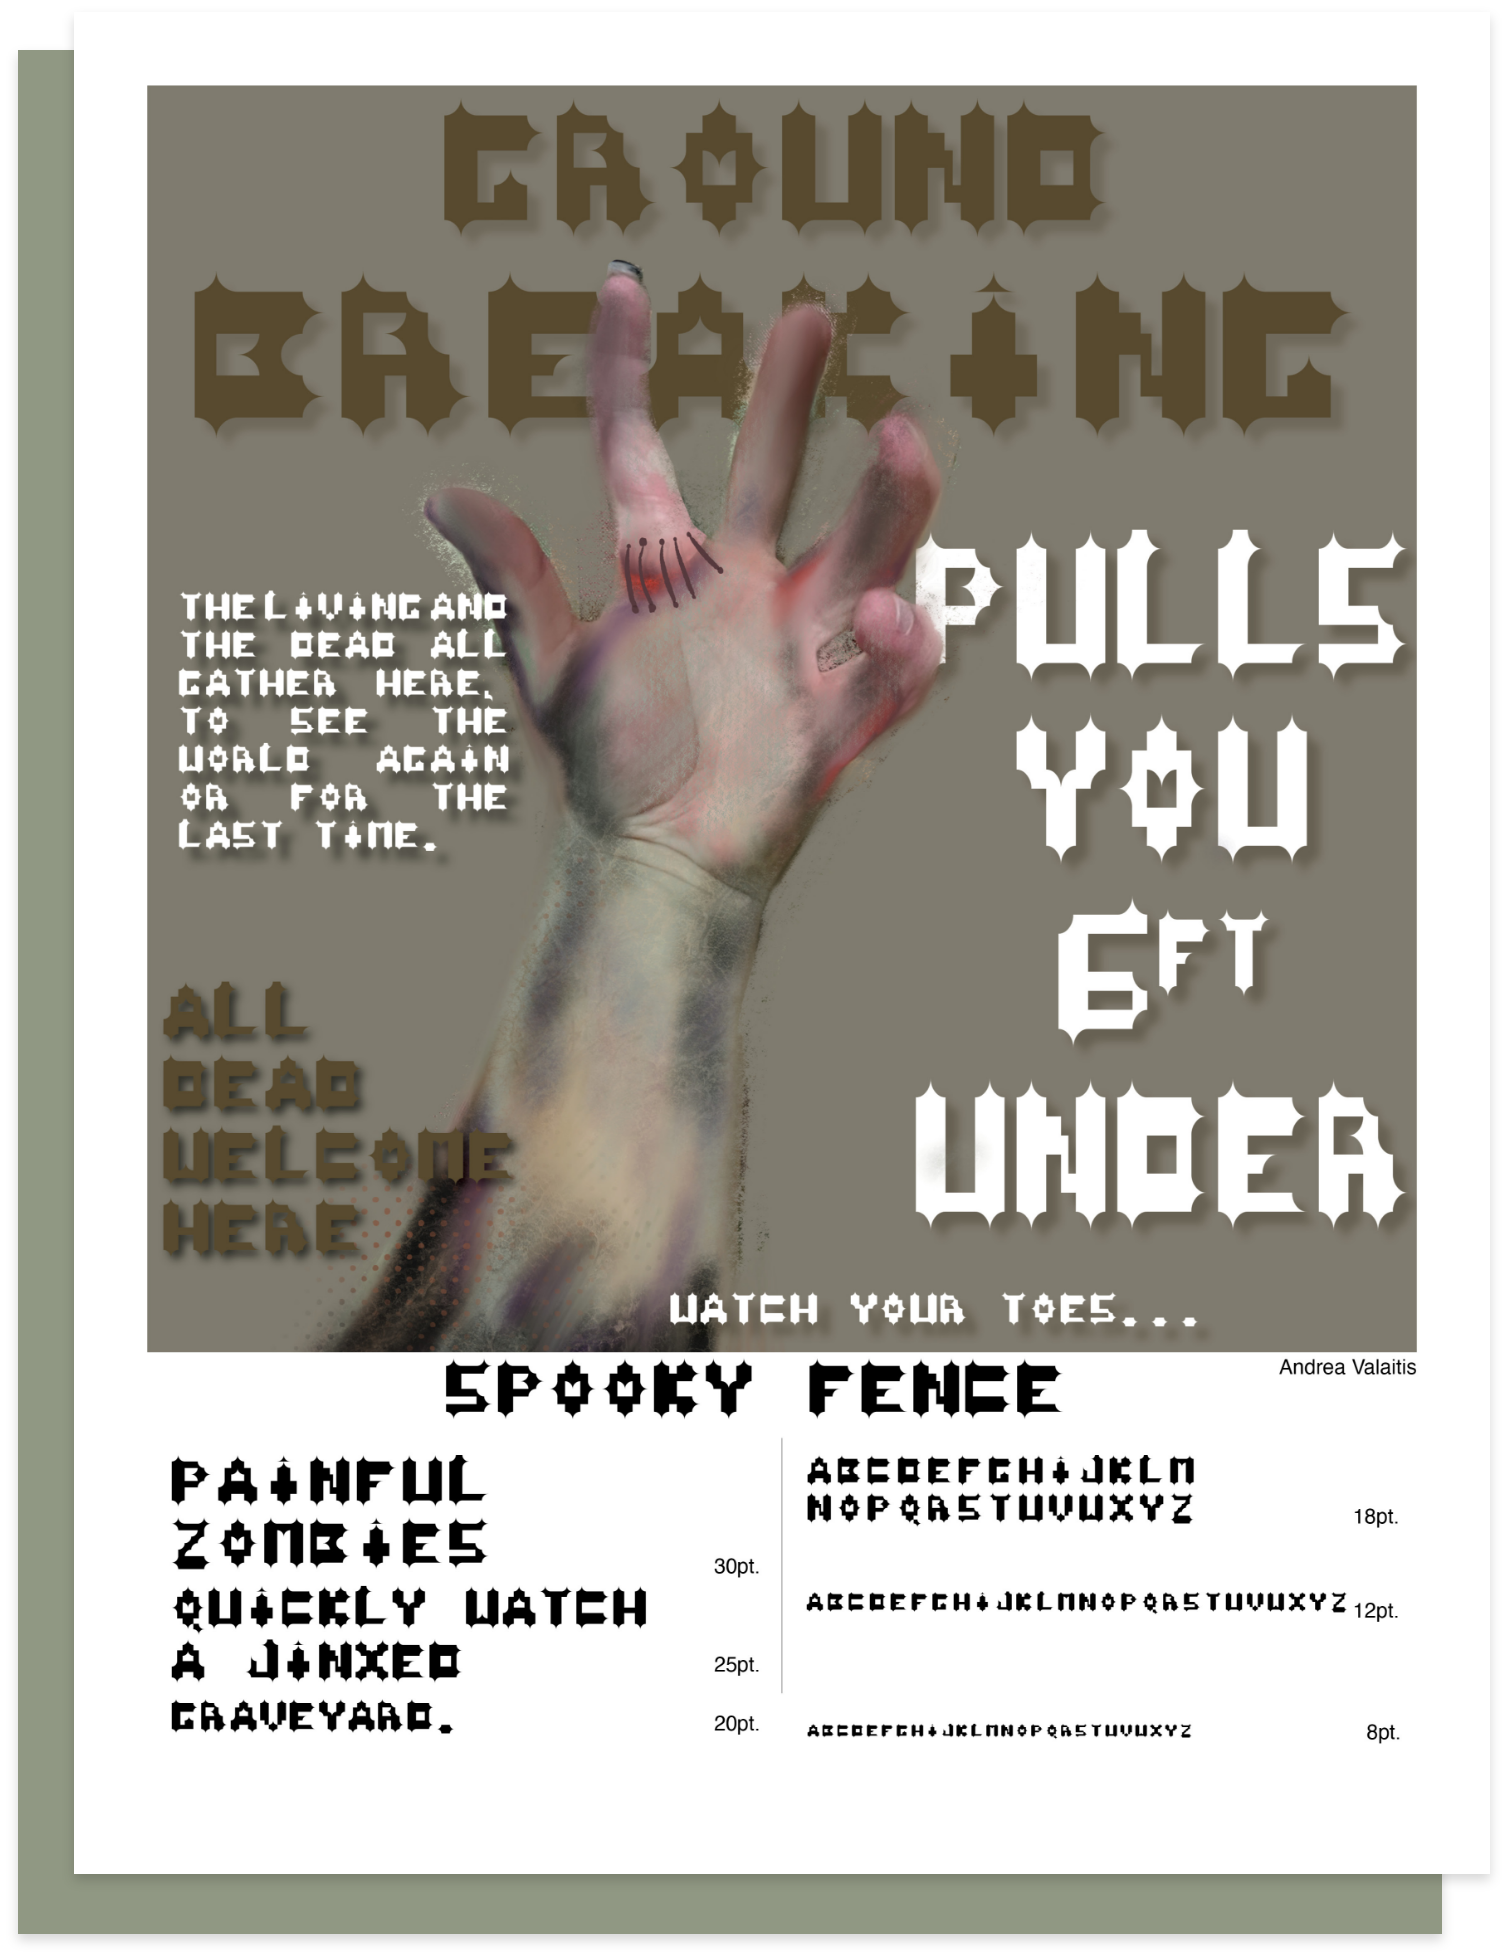 GROUND
BREAKING
PULLS
YOU
6FT
UNDER
THE LIVING AND
THE DEAD ALL
GATHER HERE,
TO SEE THE
WORLD AGAIN
OR FOR THE
LAST TIME.
ALL
DEAD
WELCOME
HERE
WATCH YOUR TOES...
Andrea Valaitis
SPOOKY FENCE
PAINFUL
ZOMBIES
30pt.
QUICKLY WATCH
A JINXED
25pt.
GRAVEYARD.
20pt.
ABCDEFGHIJKLM
NOPQRSTUVWXYZ
18pt.
ABCDEFGHIJKLMNOPQRSTUVWXYZ
12pt.
ABCDEFGHIJKLMNOPQRSTUVWXYZ
8pt.